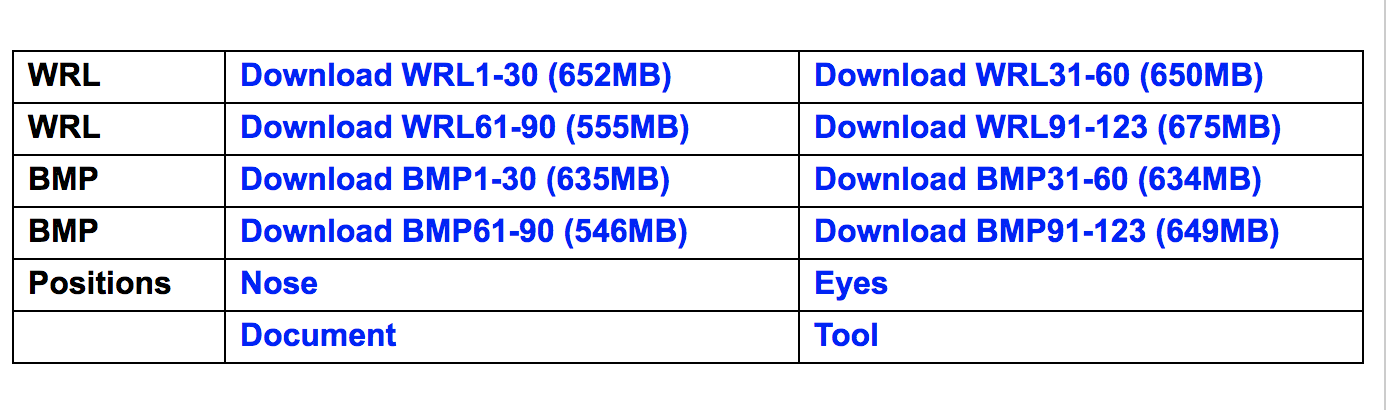 WRL Download WRL1-30 (652MB) Download WRL31-60 (650MB)
WRL Download WRL61-90 (555MB) Download WRL91-123 (675MB)
BMP Download BMP1-30 (635MB) Download BMP31-60 (634MB)
BMP Download BMP61-90 (546MB) Download BMP91-123 (649MB)
Positions Nose Eyes
Document Tool